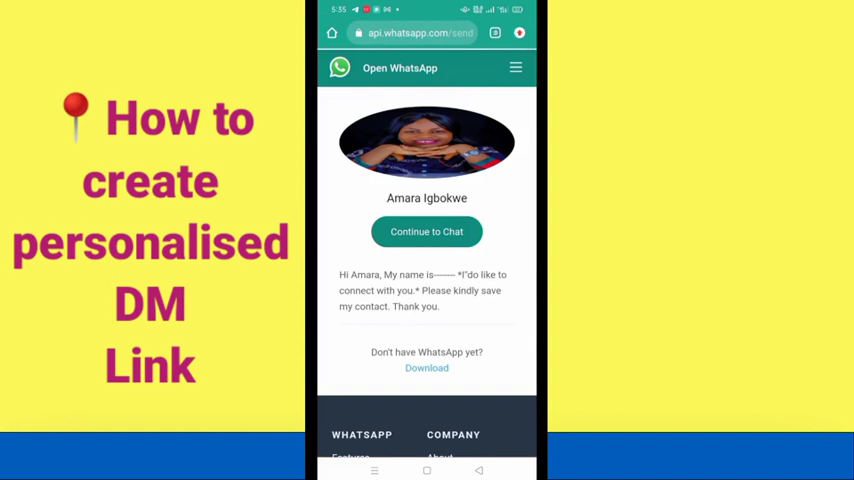 📍 How to
create
personalised
DM
Link
5:35
api.whatsapp.com/send
Open WhatsApp
Amara Igbokwe
Continue to Chat
Hi Amara, My name is-------- *I"do like to
connect with you.* Please kindly save
my contact. Thank you.
Don't have WhatsApp yet?
Download
WHATSAPP COMPANY
Features About